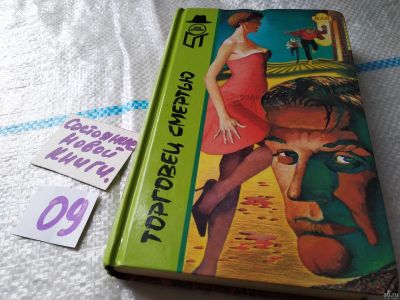 ТОРГОВЕЦ СМЕРТЬЮ
Состояние
новой
книги.
09